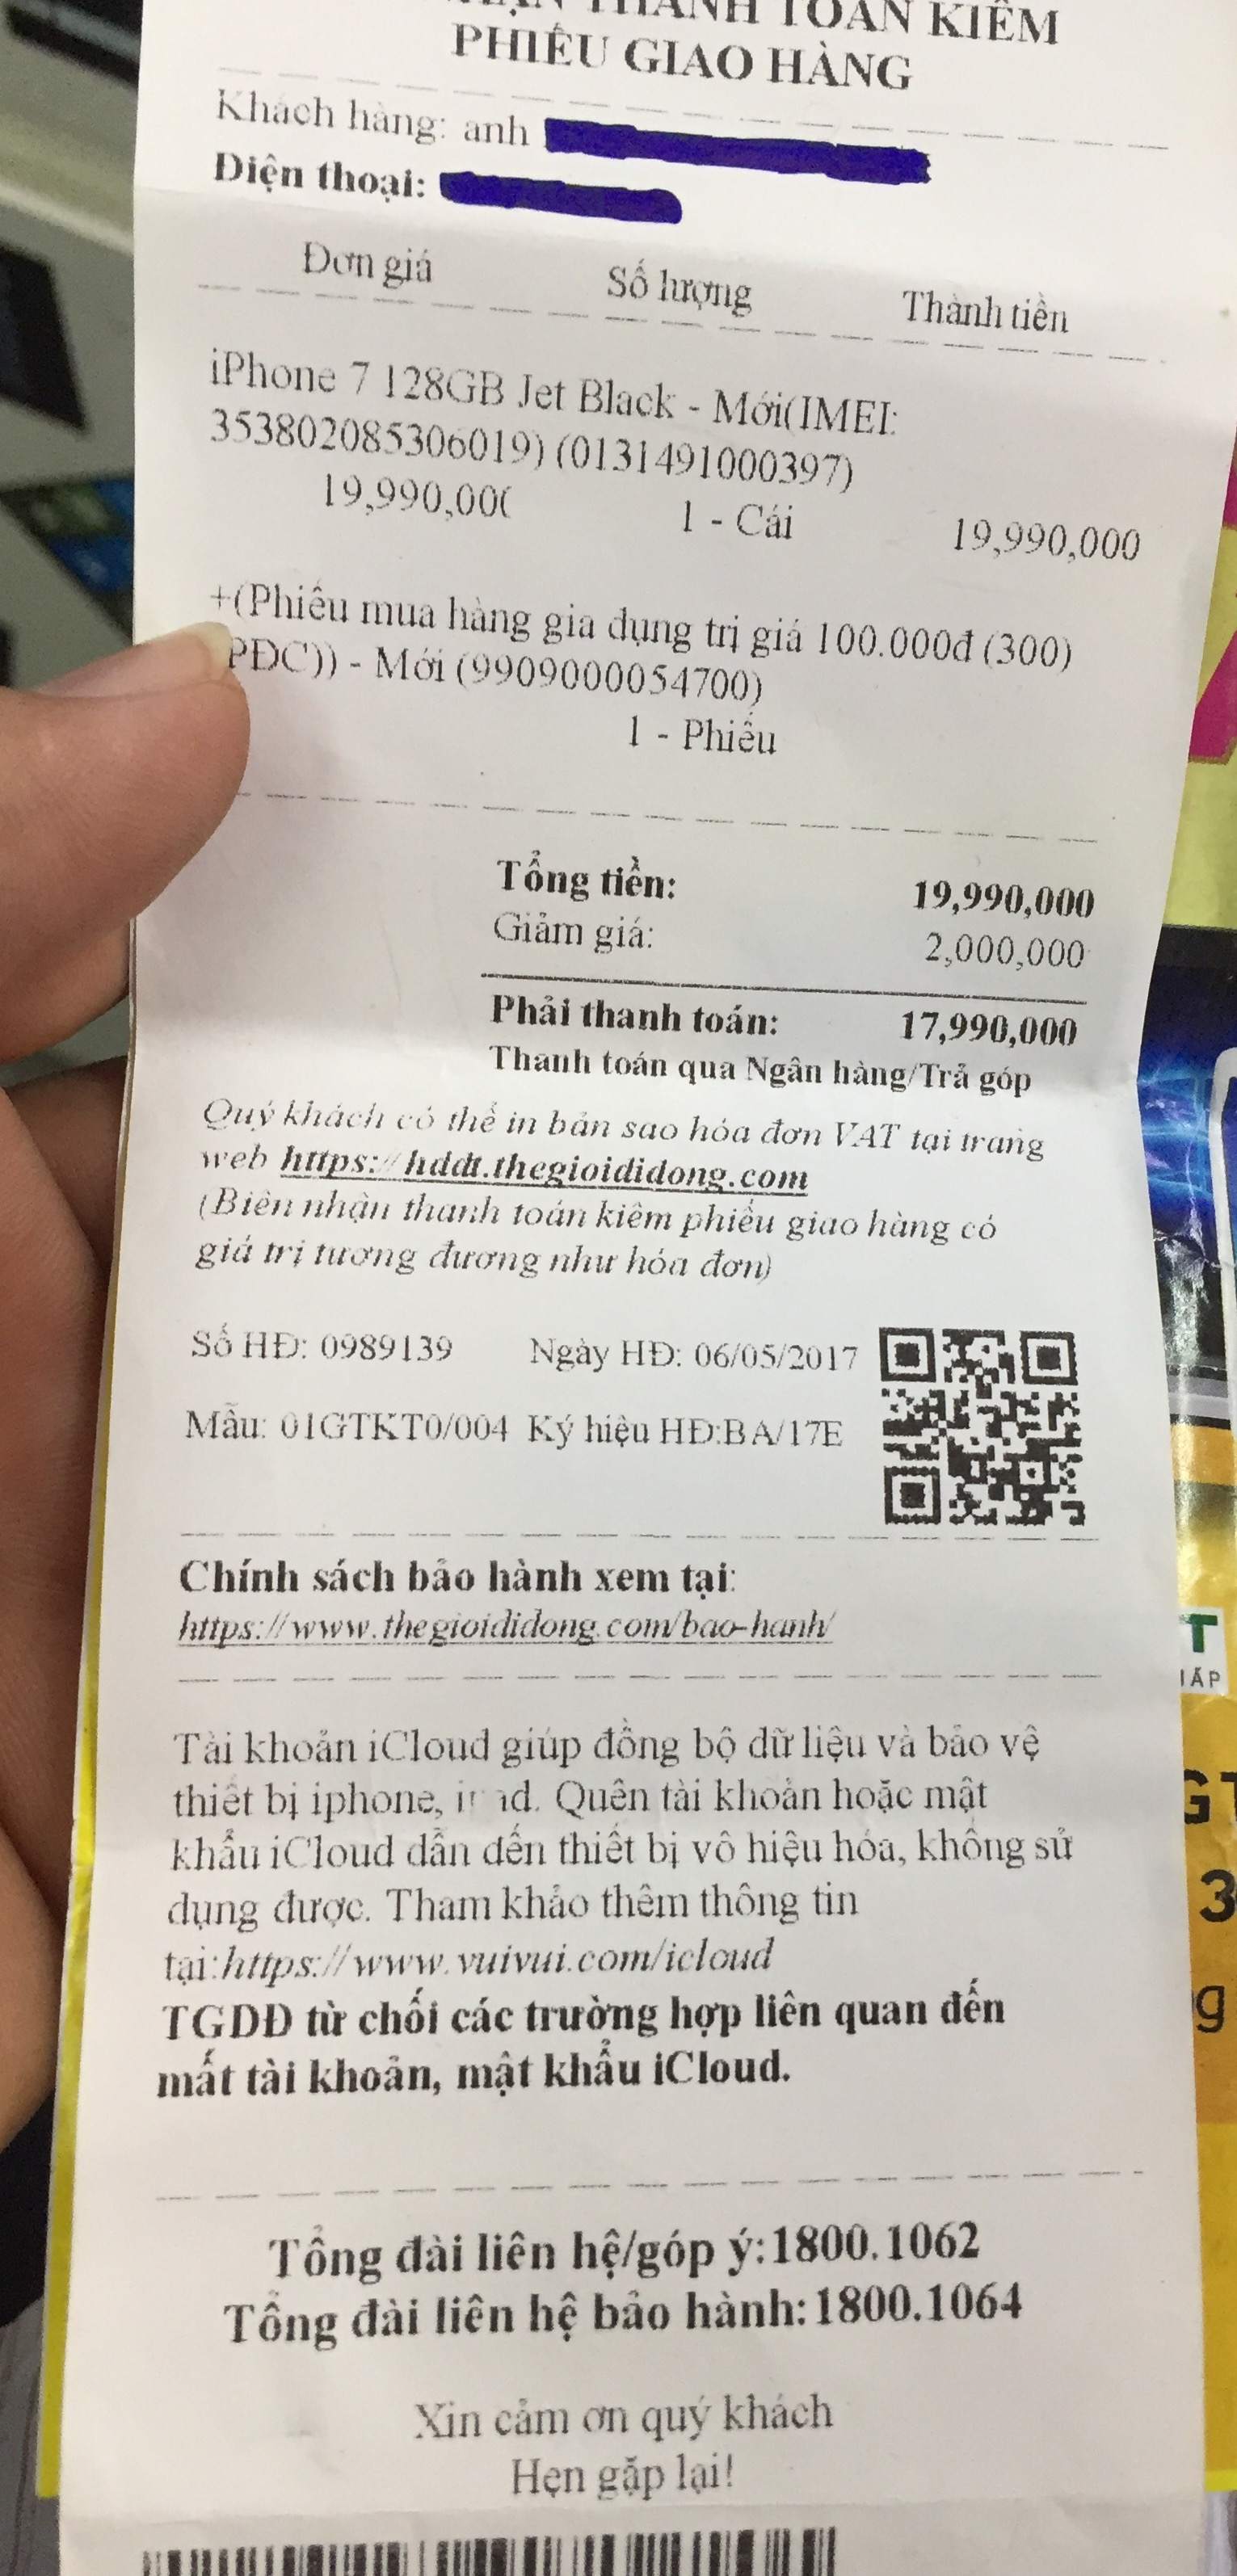 THANH TOÁN KIÊM
PHIẾU GIAO HÀNG
Khách hàng: anh
Điện thoại:
Đơn giá Số lượng Thành tiền
iPhone 7 128GB Jet Black - Mới(IMEI:
353802085306019) (0131491000397)
19,990,00( 1 - Cái 19,990,000
+(Phiếu mua hàng gia dụng trị giá 100.000đ (300)
PĐC)) - Mới (9909000054700)
1 - Phiếu
Tổng tiền: 19,990,000
Giảm giá: 2,000,000
Phải thanh toán: 17,990,000
Thanh toán qua Ngân hàng/Trả góp
Quý khách có thể in bản sao hóa đơn VAT tại trang
web https://hddt.thegioididong.com
(Biên nhận thanh toán kiêm phiếu giao hàng có
giá trị tương đương như hóa đơn)
Số HĐ: 0989139 Ngày HĐ: 06/05/2017
Mẫu: 01GTKT0/004 Ký hiệu HĐ:BA/17E
Chính sách bảo hành xem tại:
https://www.thegioididong.com/bao-hanh/
Tài khoản iCloud giúp đồng bộ dữ liệu và bảo vệ
thiết bị iphone, Quên tài khoản hoặc mật
khẩu iCloud dẫn đến thiết bị vô hiệu hóa, không sử
dụng được. Tham khảo thêm thông tin
tại:https://www.vuivui.com/icloud
TGDĐ từ chối các trường hợp liên quan đến
mất tài khoản, mật khẩu iCloud.
Tổng đài liên hệ/góp ý:1800.1062
Tổng đài liên hệ bảo hành:1800.1064
Xin cảm ơn quý khách
Hẹn gặp lại!